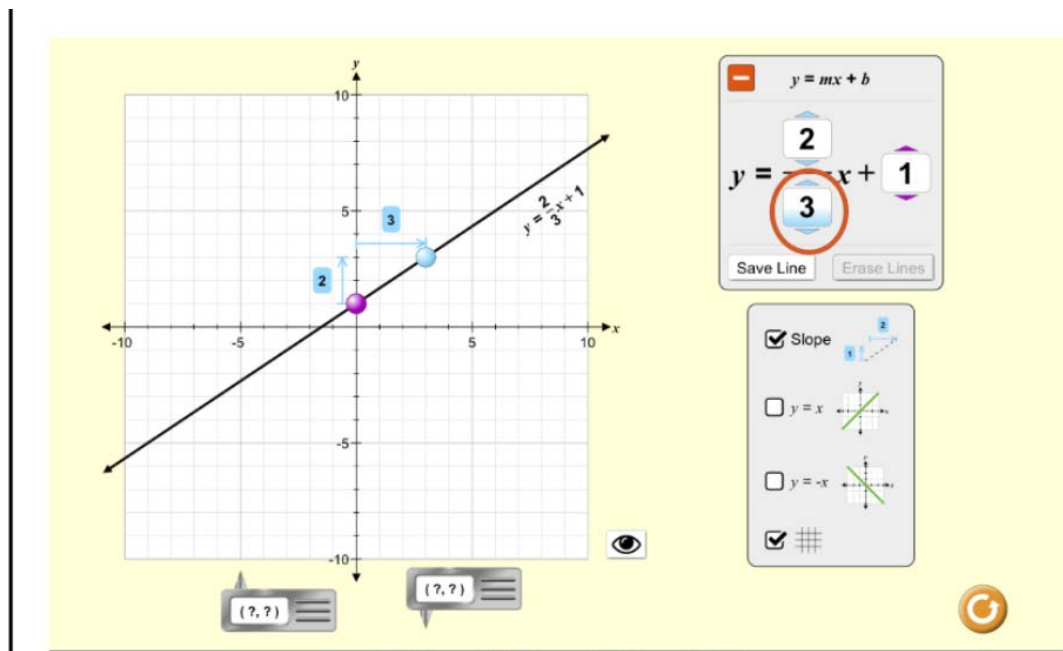 y
10
5
-5
-10
-10
-5
5
10
x
3
2
y = 2/3 x + 1
(?, ?)
(?, ?)
y = mx + b
y = 2/3 x + 1
Save Line
Erase Lines
Slope
2
1
y = x
y = -x